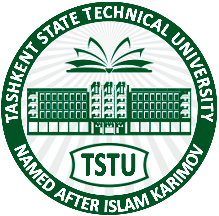 TASHKENT STATE TECHNICAL UNIVERSITY
TSTU
NAMED AFTER ISLAM KARIMOV